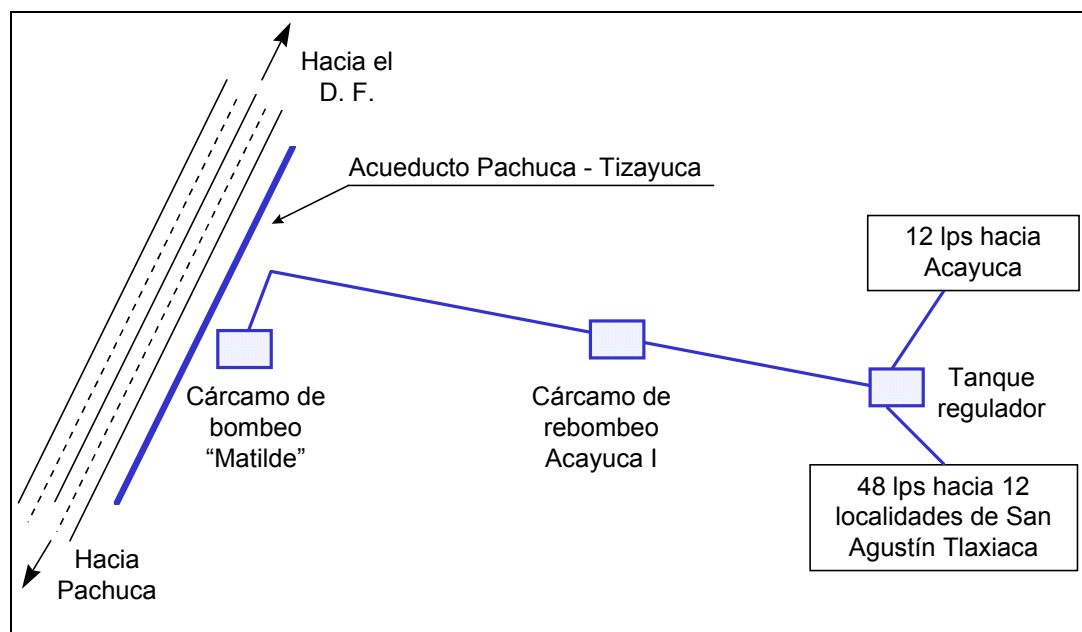 Hacia el
D. F.
Acueducto Pachuca - Tizayuca
12 lps hacia
Acayuca
Cárcamo de
bombeo
“Matilde”
Cárcamo de
rebombeo
Acayuca I
Tanque
regulador
48 lps hacia 12
localidades de San
Agustín Tlaxiaca
Hacia
Pachuca